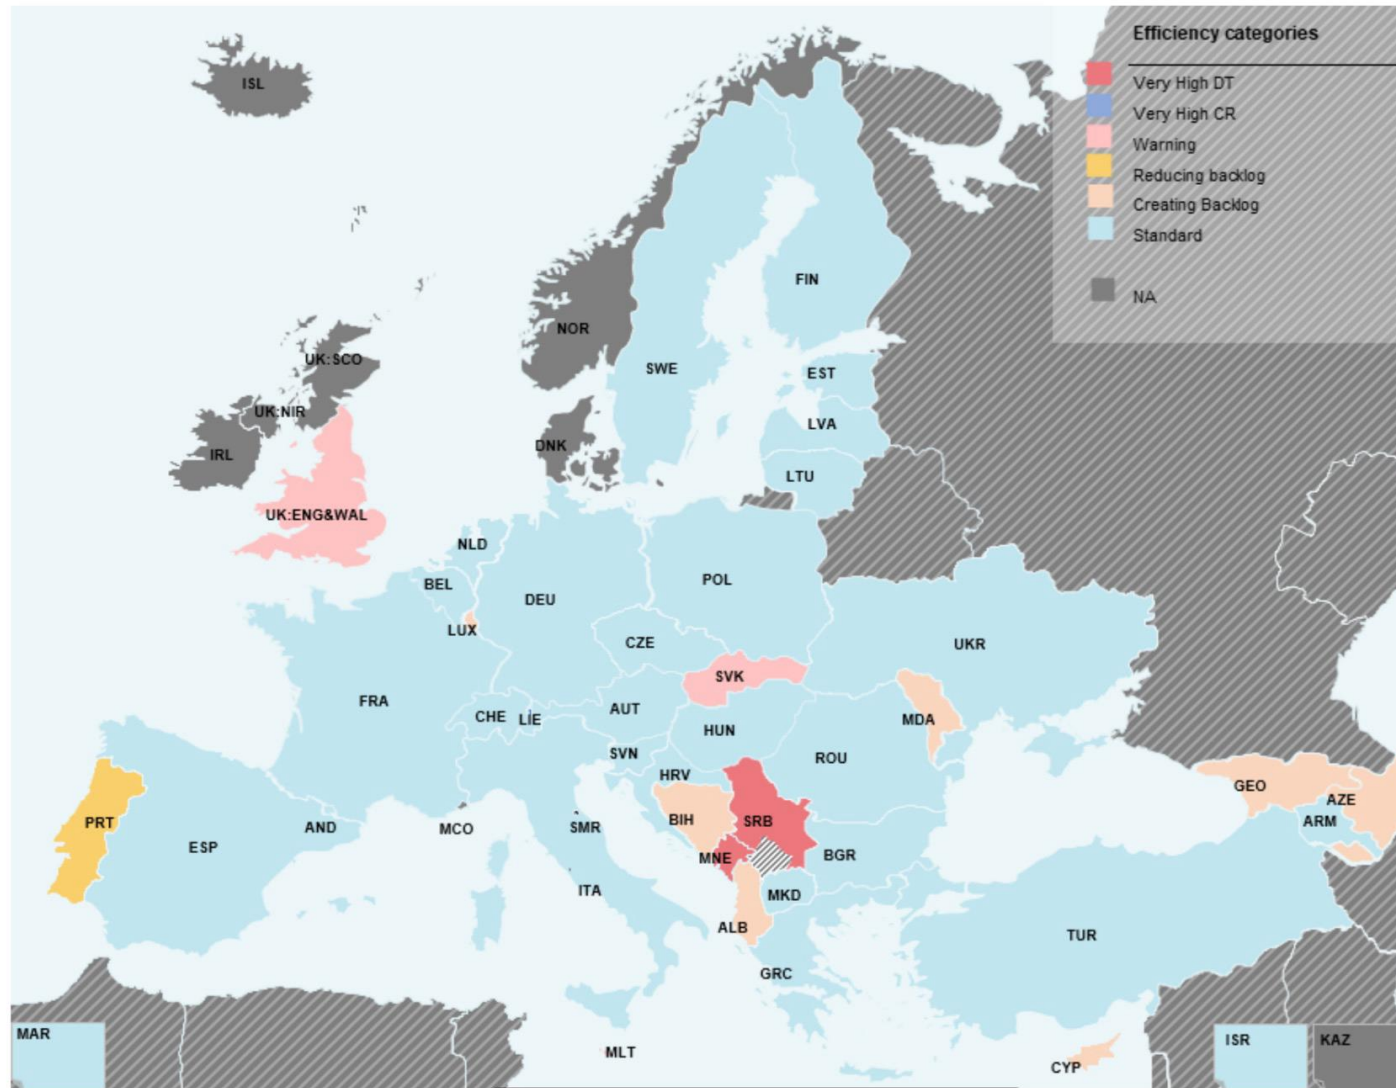 Efficiency categories
Very High DT
Very High CR
Warning
Reducing backlog
Creating Backlog
Standard
NA
ISL
NOR
FIN
UK:SCO
SWE
EST
UK:NIR
LVA
IRL
DNK
LTU
UK:ENG&WAL
NLD
BEL
DEU
POL
LUX
CZE
UKR
SVK
FRA
AUT
CHE
LIE
HUN
MDA
SVN
ROU
HRV
GEO
AZE
PRT
AND
MCO
SMR
BIH
SRB
ARM
ESP
MNE
BGR
ITA
MKD
ALB
TUR
GRC
MAR
ISR
KAZ
MLT
CYP